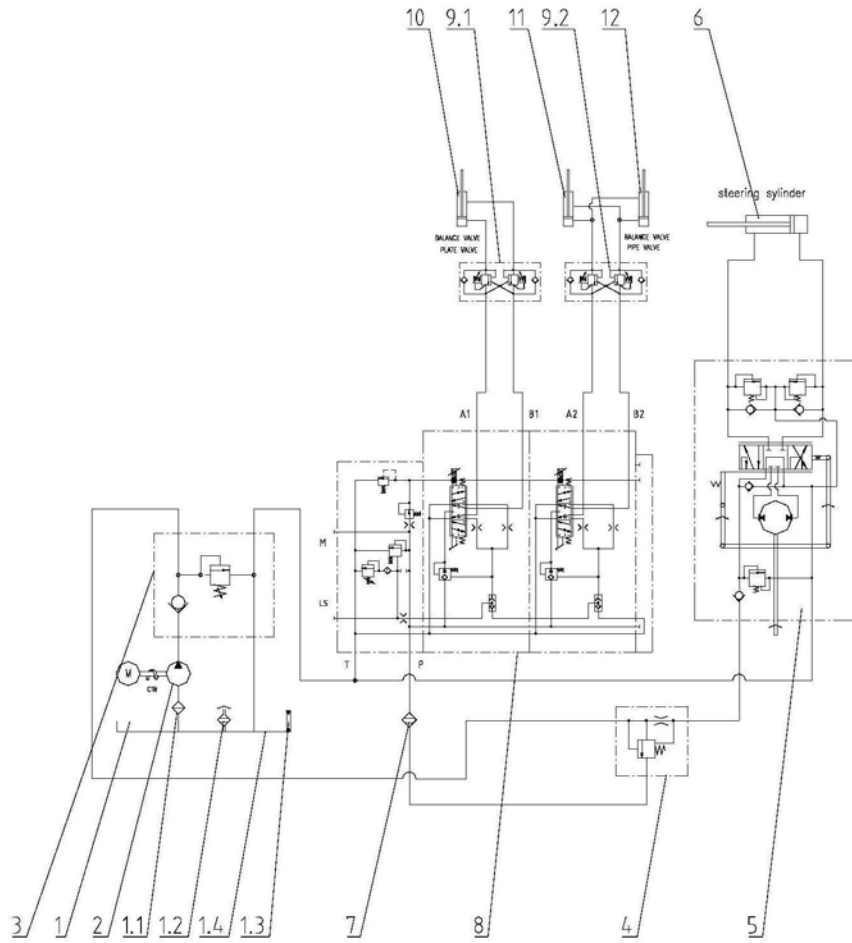 10 9.1 11 9.2 12 6
steering sylinder
BALANCE VALVE
PLATE VALVE
BALANCE VALVE
PIPE VALVE
A1 B1 A2 B2
M
LS
T P
M
CW
3 1 2 1.1 1.2 1.4 1.3 7 8 4 5